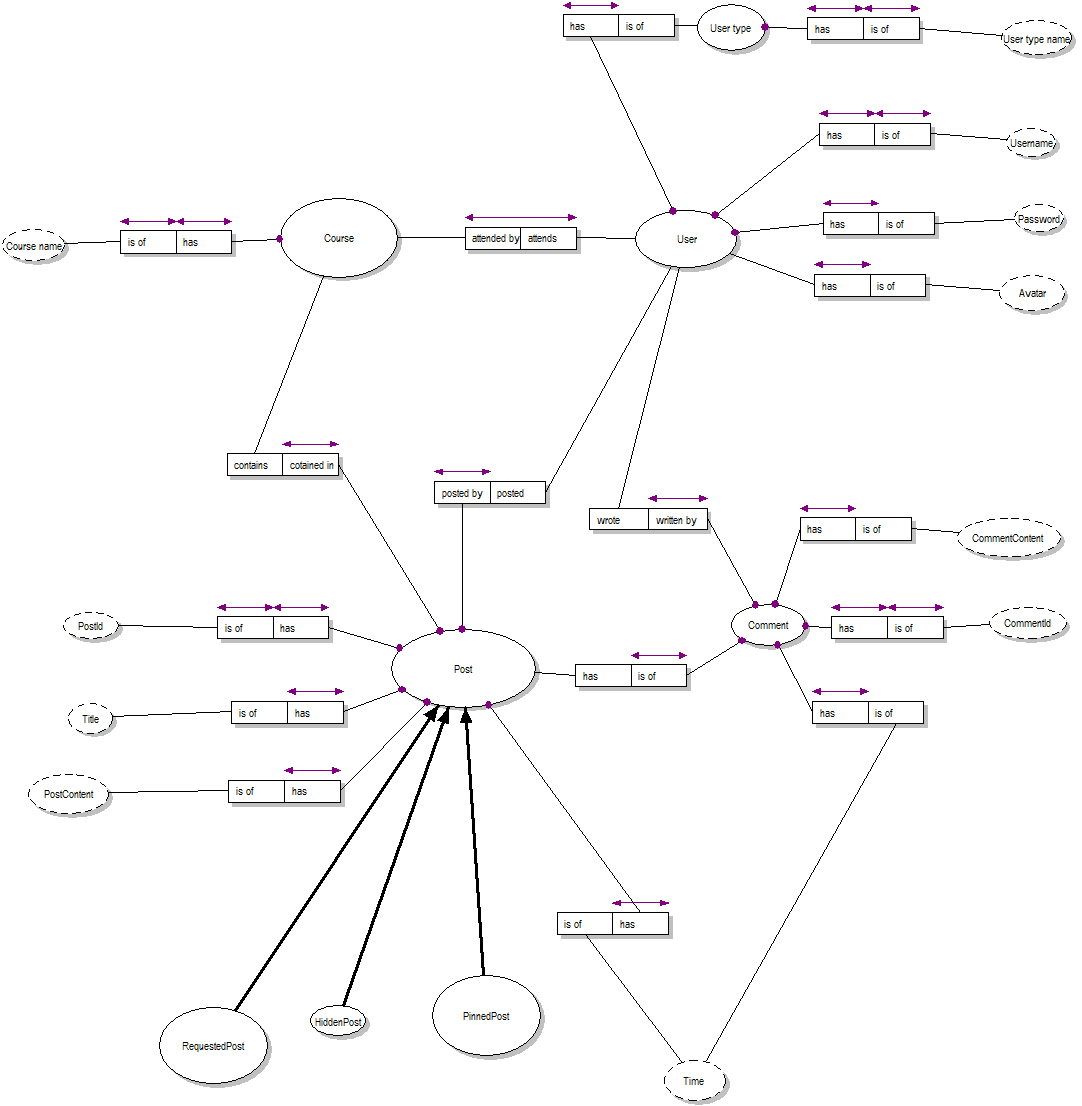 has is of
User type
has is of
User type name
has is of
Username
Course name
is of has
Course
attended by attends
User
has is of
Password
has is of
Avatar
contains cotained in
posted by posted
wrote written by
has is of
CommentContent
PostId
is of has
Comment
has is of
CommentId
Post
has is of
Title
is of has
has is of
PostContent
is of has
is of has
RequestedPost
HiddenPost
PinnedPost
Time